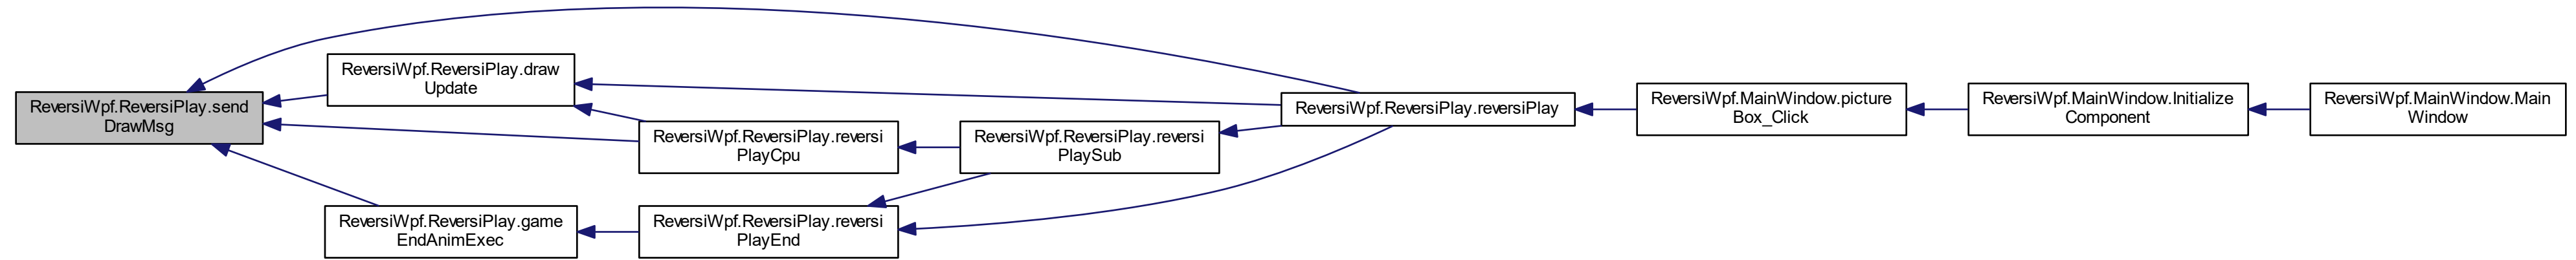 ReversiWpf.ReversiPlay.send
DrawMsg
ReversiWpf.ReversiPlay.draw
Update
ReversiWpf.ReversiPlay.reversi
PlayCpu
ReversiWpf.ReversiPlay.game
EndAnimExec
ReversiWpf.ReversiPlay.reversi
PlayEnd
ReversiWpf.ReversiPlay.reversi
PlaySub
ReversiWpf.ReversiPlay.reversiPlay
ReversiWpf.MainWindow.picture
Box_Click
ReversiWpf.MainWindow.Initialize
Component
ReversiWpf.MainWindow.Main
Window